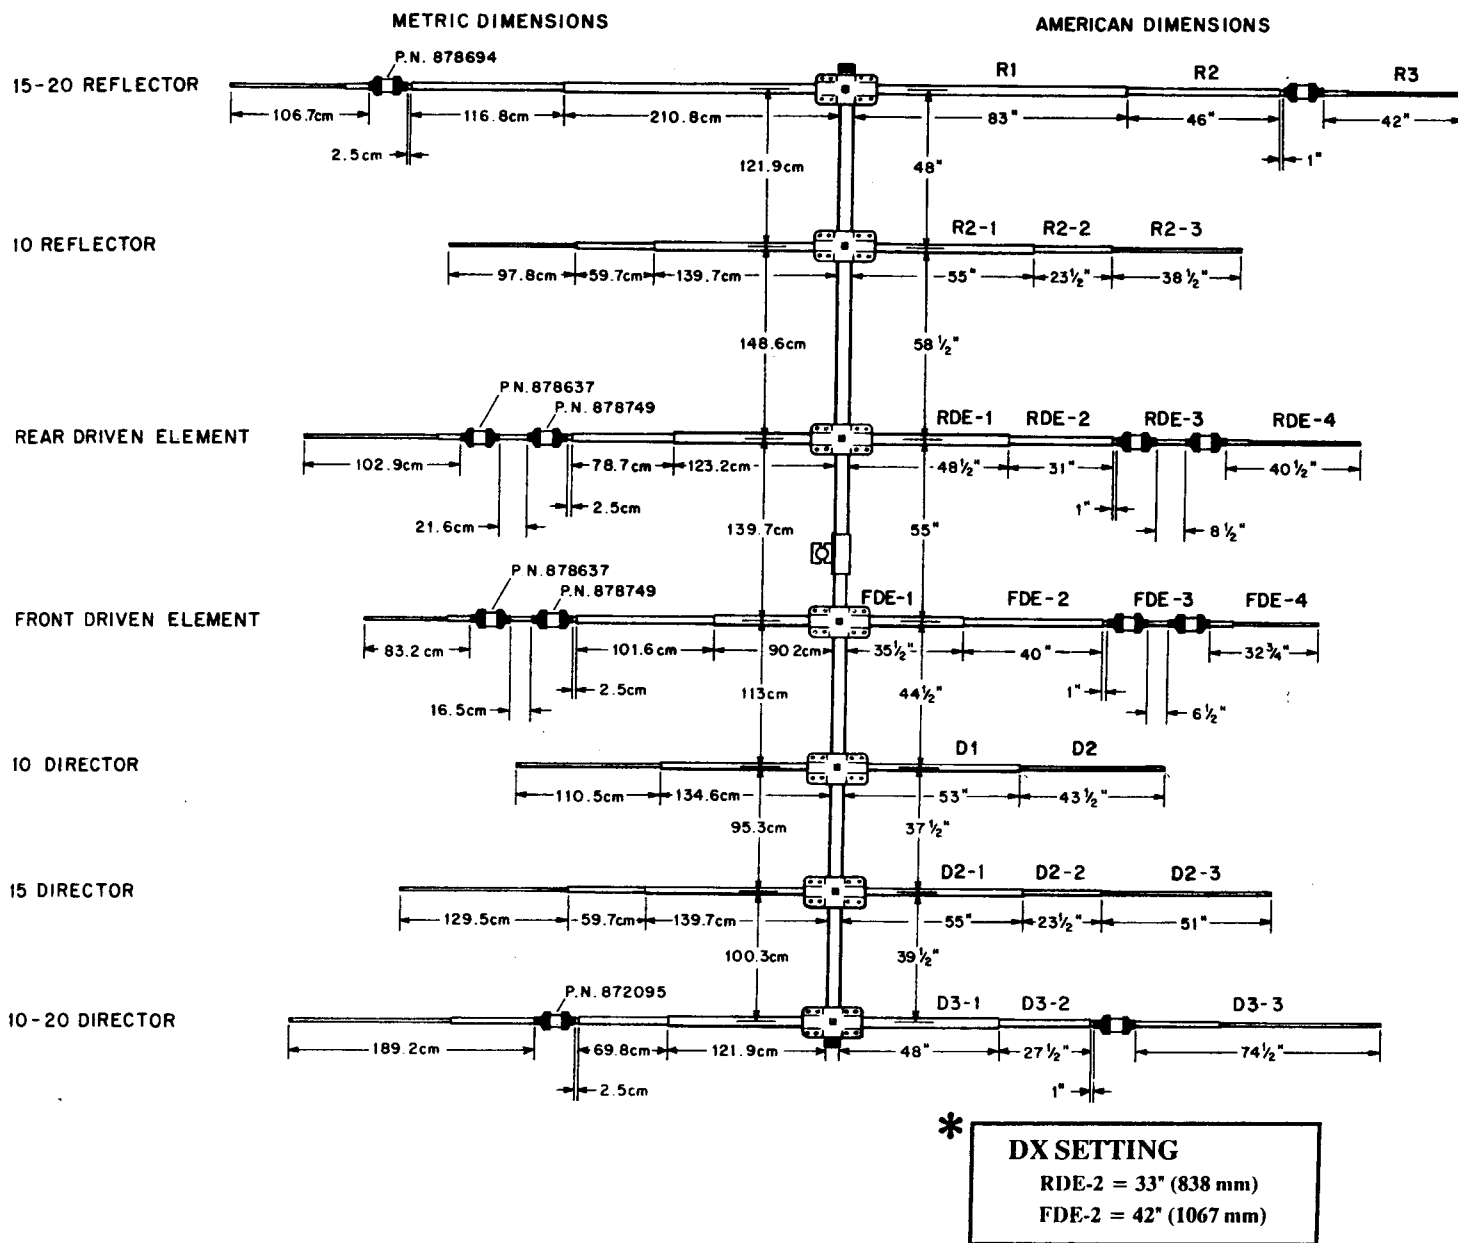 METRIC DIMENSIONS
AMERICAN DIMENSIONS
P.N. 878694
15-20 REFLECTOR
R1
R2
R3
106.7cm
116.8cm
210.8cm
83"
46"
42"
2.5cm
1"
121.9cm
48"
10 REFLECTOR
R2-1
R2-2
R2-3
97.8cm
59.7cm
139.7cm
55"
23½"
38½"
148.6cm
58½"
P.N. 878637
P.N. 878749
REAR DRIVEN ELEMENT
RDE-1
RDE-2
RDE-3
RDE-4
102.9cm
78.7cm
123.2cm
48½"
31"
40½"
21.6cm
2.5cm
1"
8½"
139.7cm
55"
P.N. 878637
P.N. 878749
FRONT DRIVEN ELEMENT
FDE-1
FDE-2
FDE-3
FDE-4
83.2cm
101.6cm
90.2cm
35½"
40"
32¾"
16.5cm
2.5cm
1"
6½"
113cm
44½"
10 DIRECTOR
D1
D2
110.5cm
134.6cm
53"
43½"
95.3cm
37½"
15 DIRECTOR
D2-1
D2-2
D2-3
129.5cm
59.7cm
139.7cm
55"
23½"
51"
100.3cm
39½"
P.N. 872095
10-20 DIRECTOR
D3-1
D3-2
D3-3
189.2cm
69.8cm
121.9cm
48"
27½"
74½"
2.5cm
1"
* DX SETTING
RDE-2 = 33" (838 mm)
FDE-2 = 42" (1067 mm)